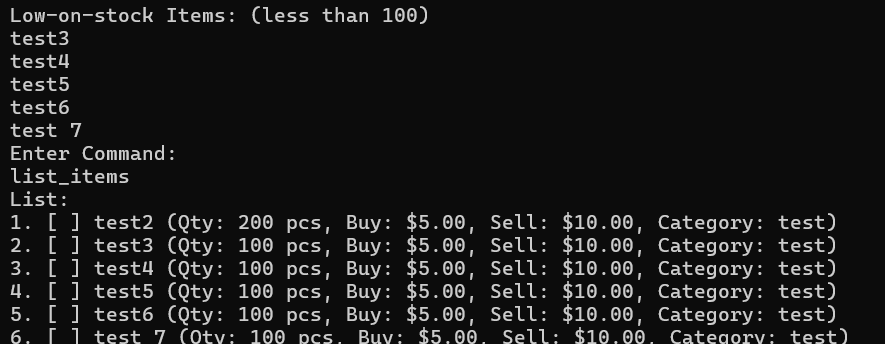 Low-on-stock Items: (less than 100)
test3
test4
test5
test6
test 7
Enter Command:
list_items
List:
1. [ ] test2 (Qty: 200 pcs, Buy: $5.00, Sell: $10.00, Category: test)
2. [ ] test3 (Qty: 100 pcs, Buy: $5.00, Sell: $10.00, Category: test)
3. [ ] test4 (Qty: 100 pcs, Buy: $5.00, Sell: $10.00, Category: test)
4. [ ] test5 (Qty: 100 pcs, Buy: $5.00, Sell: $10.00, Category: test)
5. [ ] test6 (Qty: 100 pcs, Buy: $5.00, Sell: $10.00, Category: test)
6. [ ] test 7 (Qty: 100 pcs, Buy: $5.00, Sell: $10.00, Category: test)